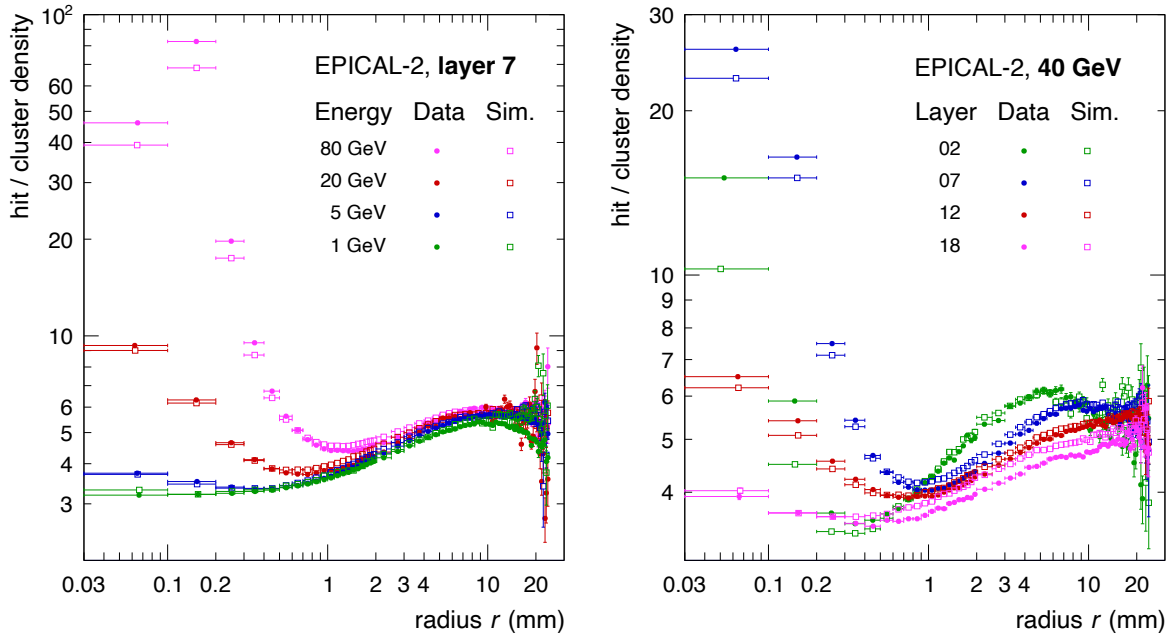 hit / cluster density
10²
80
60
50
40
30
20
10
6
5
4
3
EPICAL-2, layer 7
Energy Data Sim.
80 GeV
20 GeV
5 GeV
1 GeV
0.03 0.1 0.2 1 2 3 4 10 20
radius r (mm)
hit / cluster density
30
20
10
9
8
7
6
5
4
EPICAL-2, 40 GeV
Layer Data Sim.
02
07
12
18
0.03 0.1 0.2 1 2 3 4 10 20
radius r (mm)